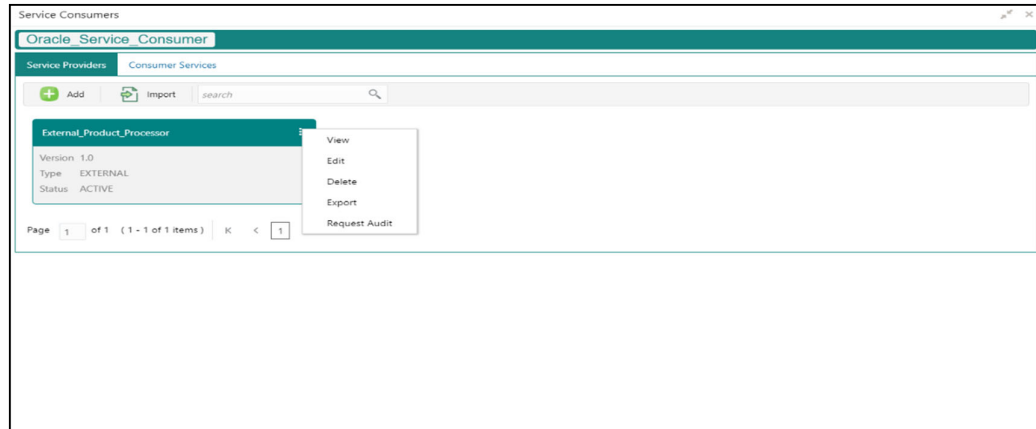 Service Consumers
Oracle_Service_Consumer
Service Providers Consumer Services
Add Import search
External_Product_Processor
Version 1.0
Type EXTERNAL
Status ACTIVE
View
Edit
Delete
Export
Request Audit
Page 1 of 1 ( 1 - 1 of 1 items ) K < 1